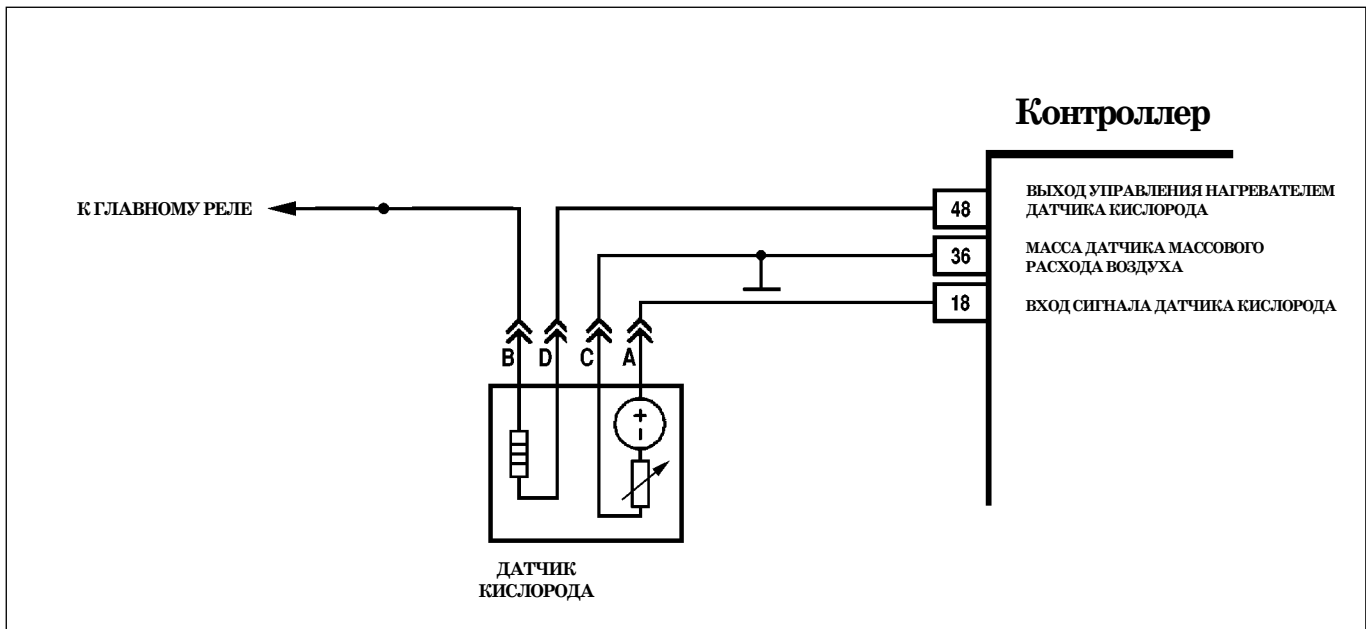 Контроллер
К ГЛАВНОМУ РЕЛЕ
48
ВЫХОД УПРАВЛЕНИЯ НАГРЕВАТЕЛЕМ
ДАТЧИКА КИСЛОРОДА
36
МАССА ДАТЧИКА МАССОВОГО
РАСХОДА ВОЗДУХА
18
ВХОД СИГНАЛА ДАТЧИКА КИСЛОРОДА
B D C A
ДАТЧИК
КИСЛОРОДА